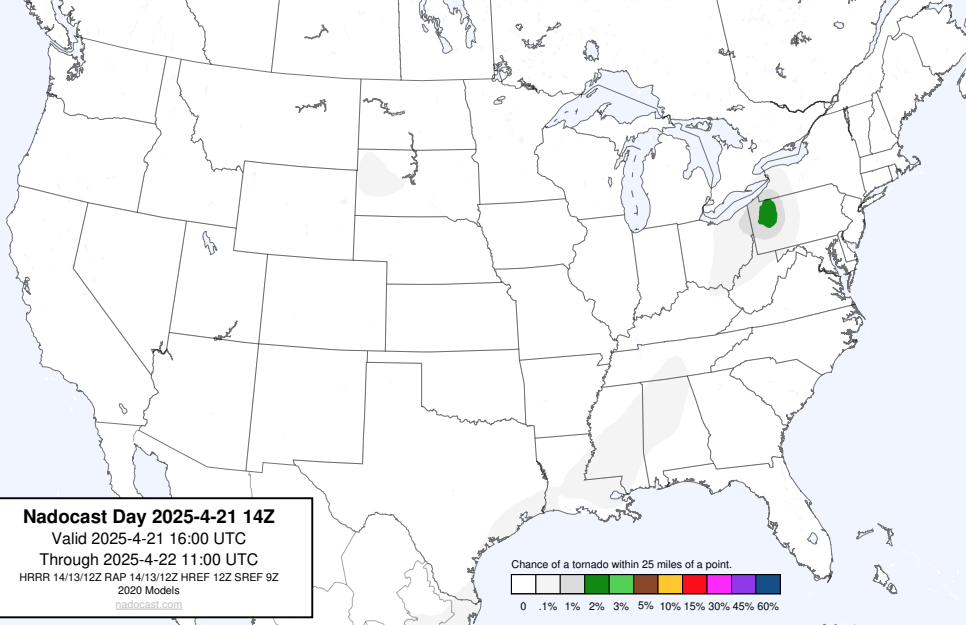 Nadocast Day 2025-4-21 14Z
Valid 2025-4-21 16:00 UTC
Through 2025-4-22 11:00 UTC
HRRR 14/13/12Z RAP 14/13/12Z HREF 12Z SREF 9Z
2020 Models
nadocast.com
Chance of a tornado within 25 miles of a point.
0 .1% 1% 2% 3% 5% 10% 15% 30% 45% 60%